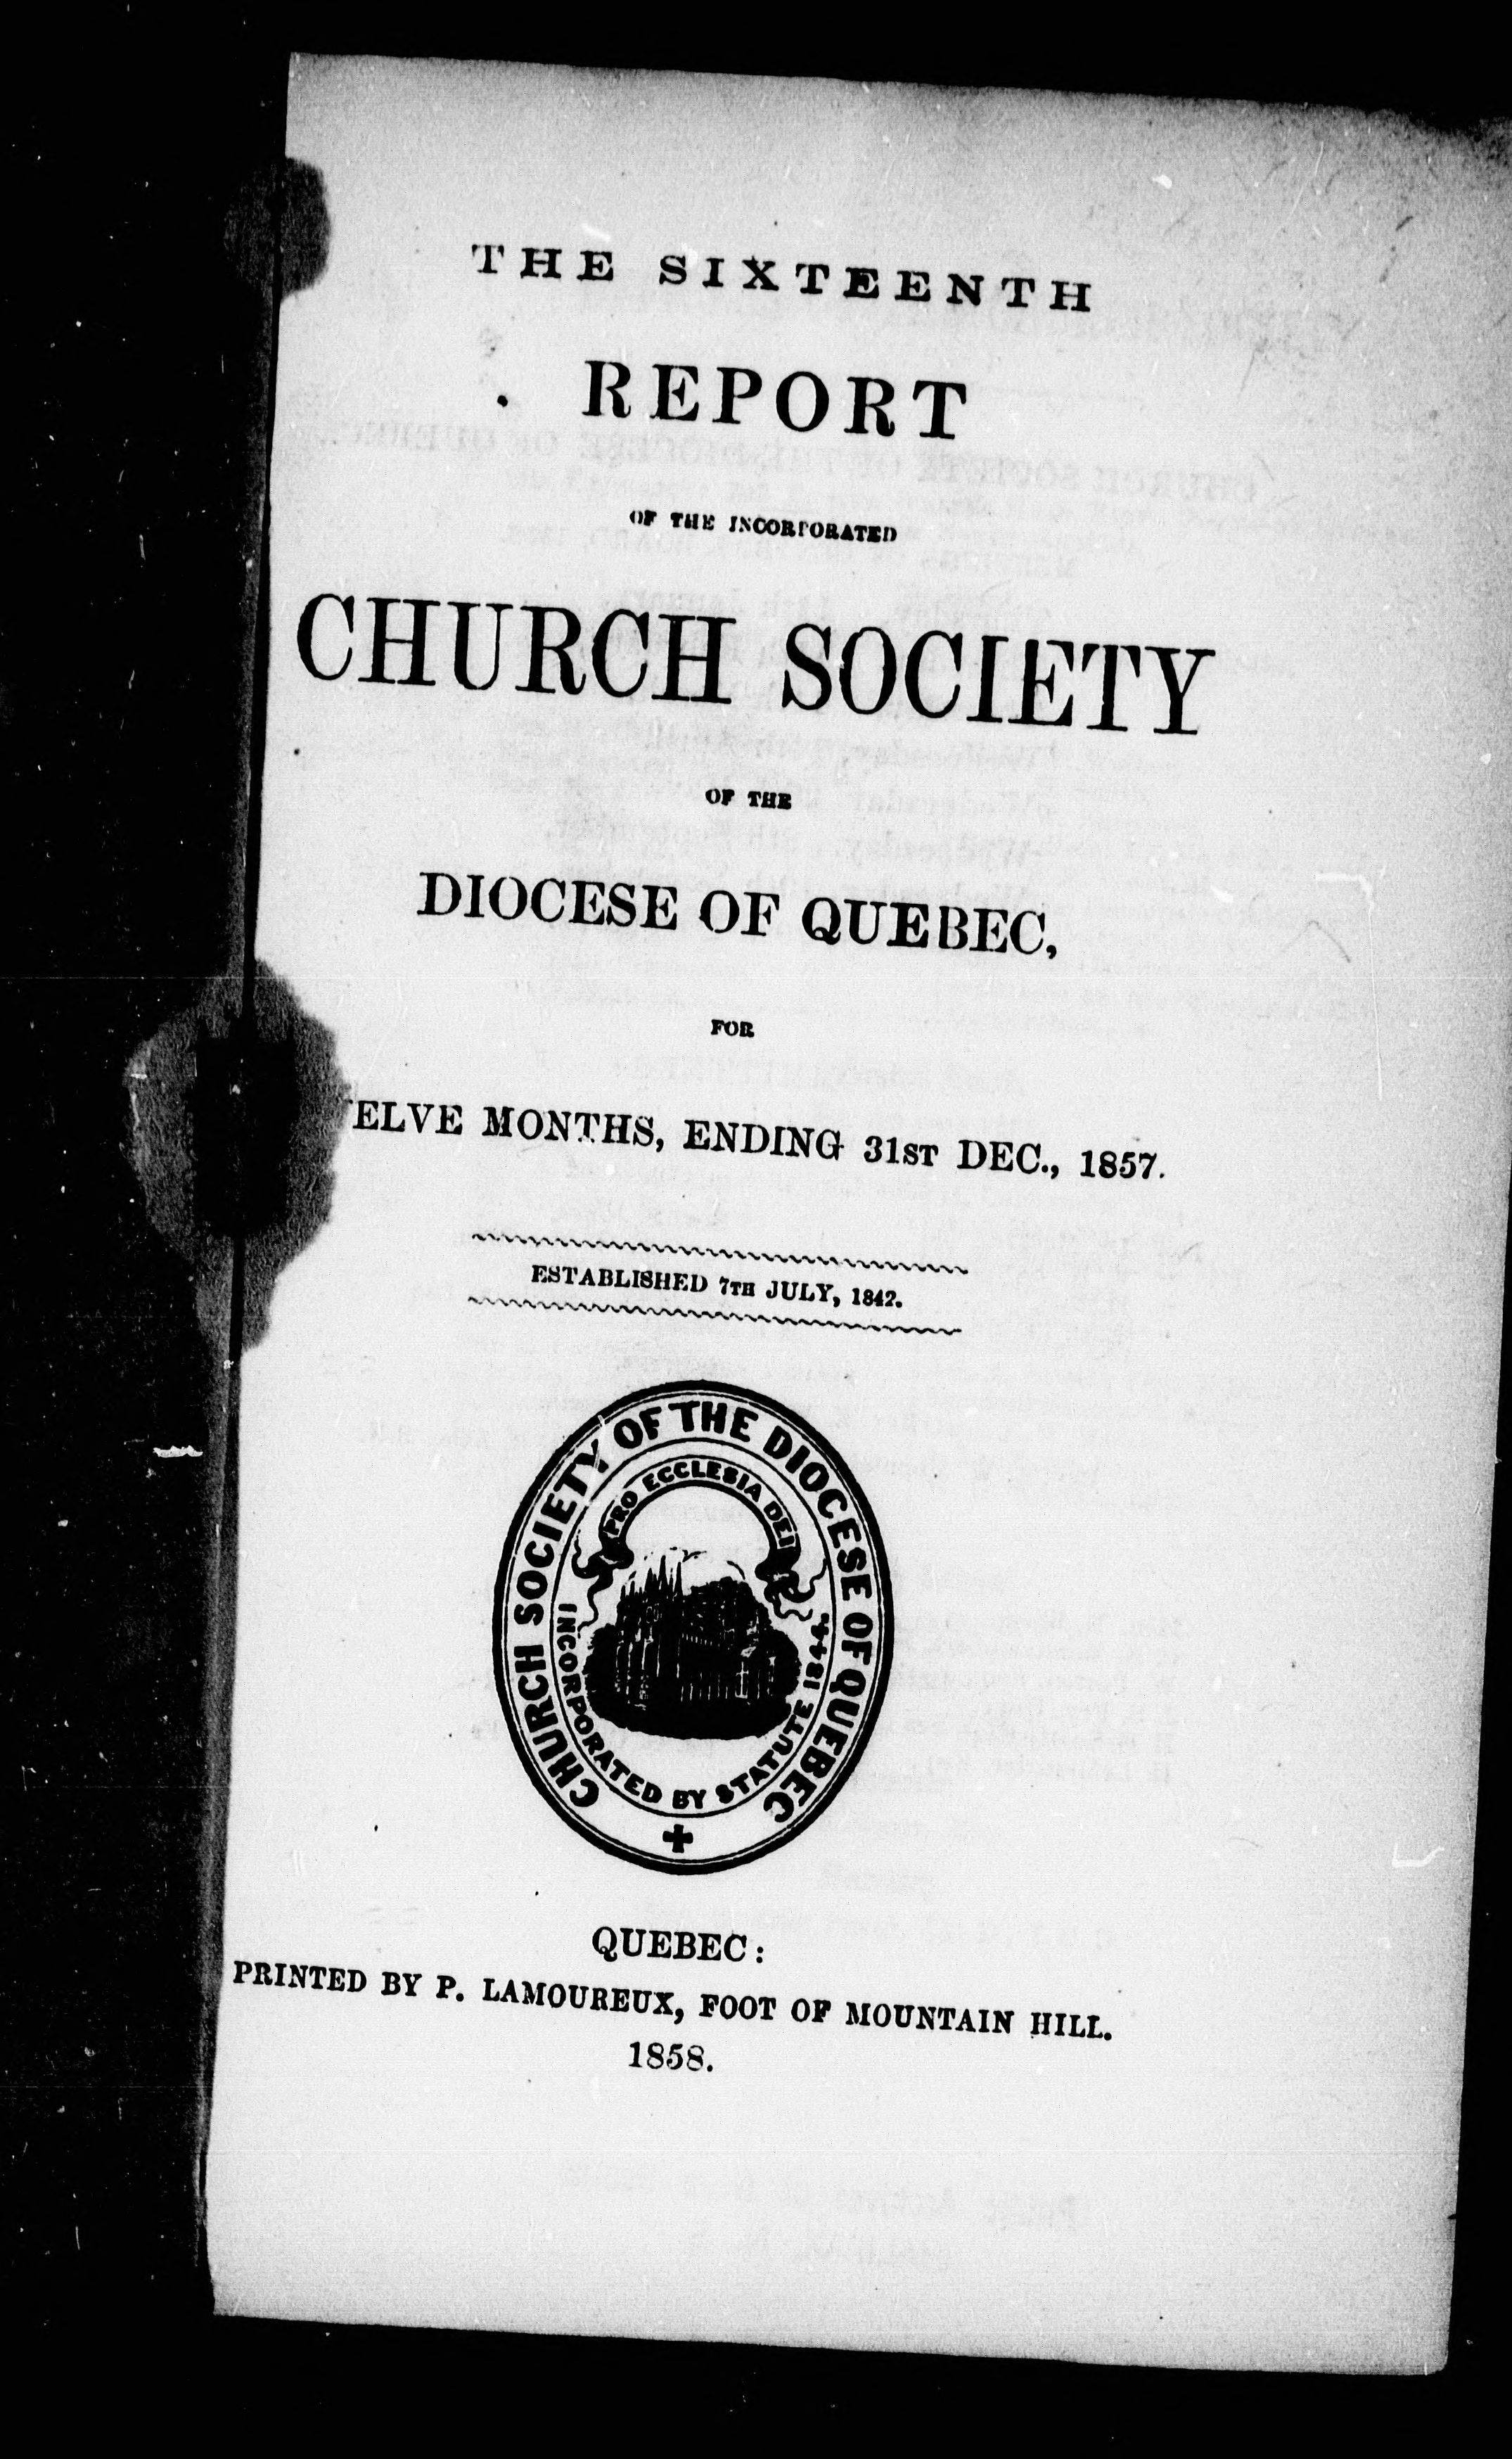 THE SIXTEENTH
REPORT
OF THE INCORPORATED
CHURCH SOCIETY
OF THE
DIOCESE OF QUEBEC,
FOR
ELVE MONTHS, ENDING 31ST DEC., 1857.
ESTABLISHED 7TH JULY, 1842.
CHURCH SOCIETY OF THE DIOCESE OF QUEBEC
PRO ECCLESIA DEI
INCORPORATED BY STATUTE 1844.
QUEBEC:
PRINTED BY P. LAMOUREUX, FOOT OF MOUNTAIN HILL.
1858.